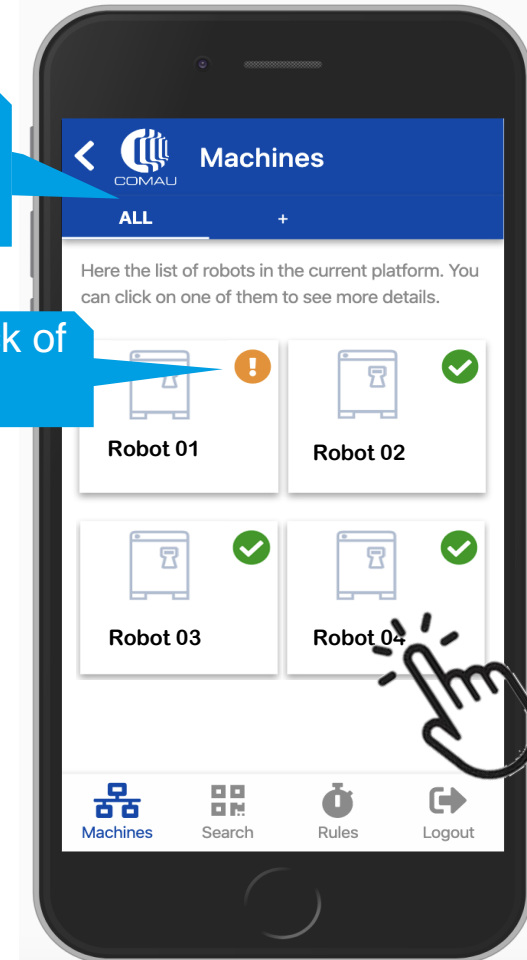 COMAU
Machines
ALL +
Here the list of robots in the current platform. You
can click on one of them to see more details.
k of
Robot 01
Robot 02
Robot 03
Robot 04
Machines
Search
Rules
Logout